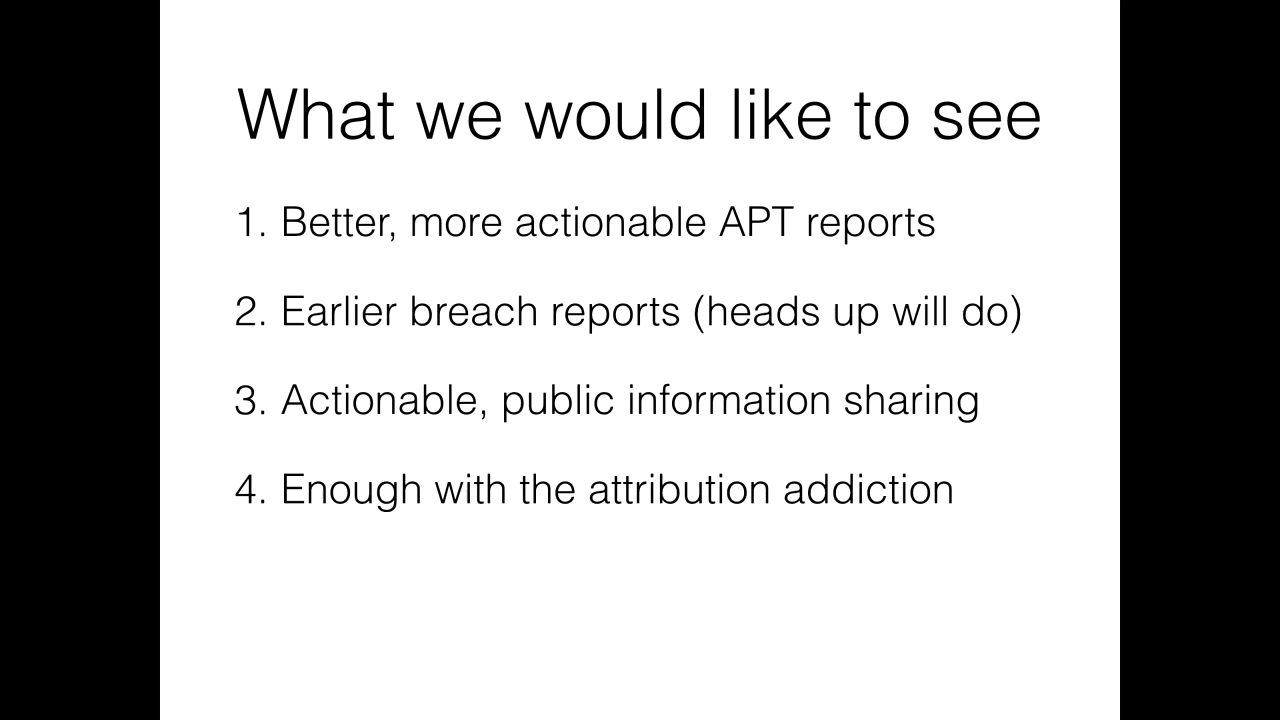 What we would like to see
1. Better, more actionable APT reports
2. Earlier breach reports (heads up will do)
3. Actionable, public information sharing
4. Enough with the attribution addiction